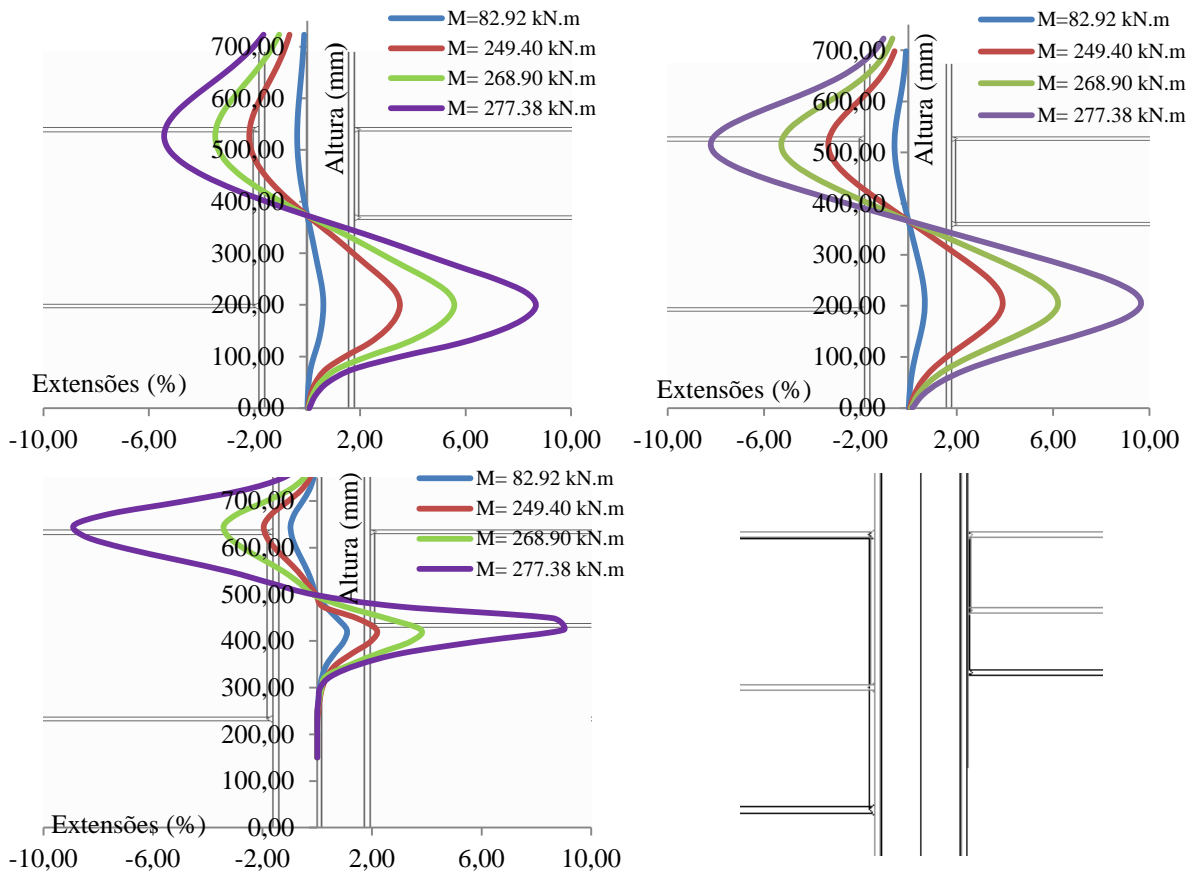 M=82.92 kN.m
M= 249.40 kN.m
M= 268.90 kN.m
M= 277.38 kN.m
Altura (mm)
700,00
600,00
500,00
400,00
300,00
200,00
100,00
0,00
Extensões (%)
-10,00 -6,00 -2,00 2,00 6,00 10,00
M=82.92 kN.m
M= 249.40 kN.m
M= 268.90 kN.m
M= 277.38 kN.m
Altura (mm)
700,00
600,00
500,00
400,00
300,00
200,00
100,00
0,00
Extensões (%)
-10,00 -6,00 -2,00 2,00 6,00 10,00
M= 82.92 kN.m
M= 249.40 kN.m
M= 268.90 kN.m
M= 277.38 kN.m
Altura (mm)
700,00
600,00
500,00
400,00
300,00
200,00
100,00
0,00
Extensões (%)
-10,00 -6,00 -2,00 2,00 6,00 10,00